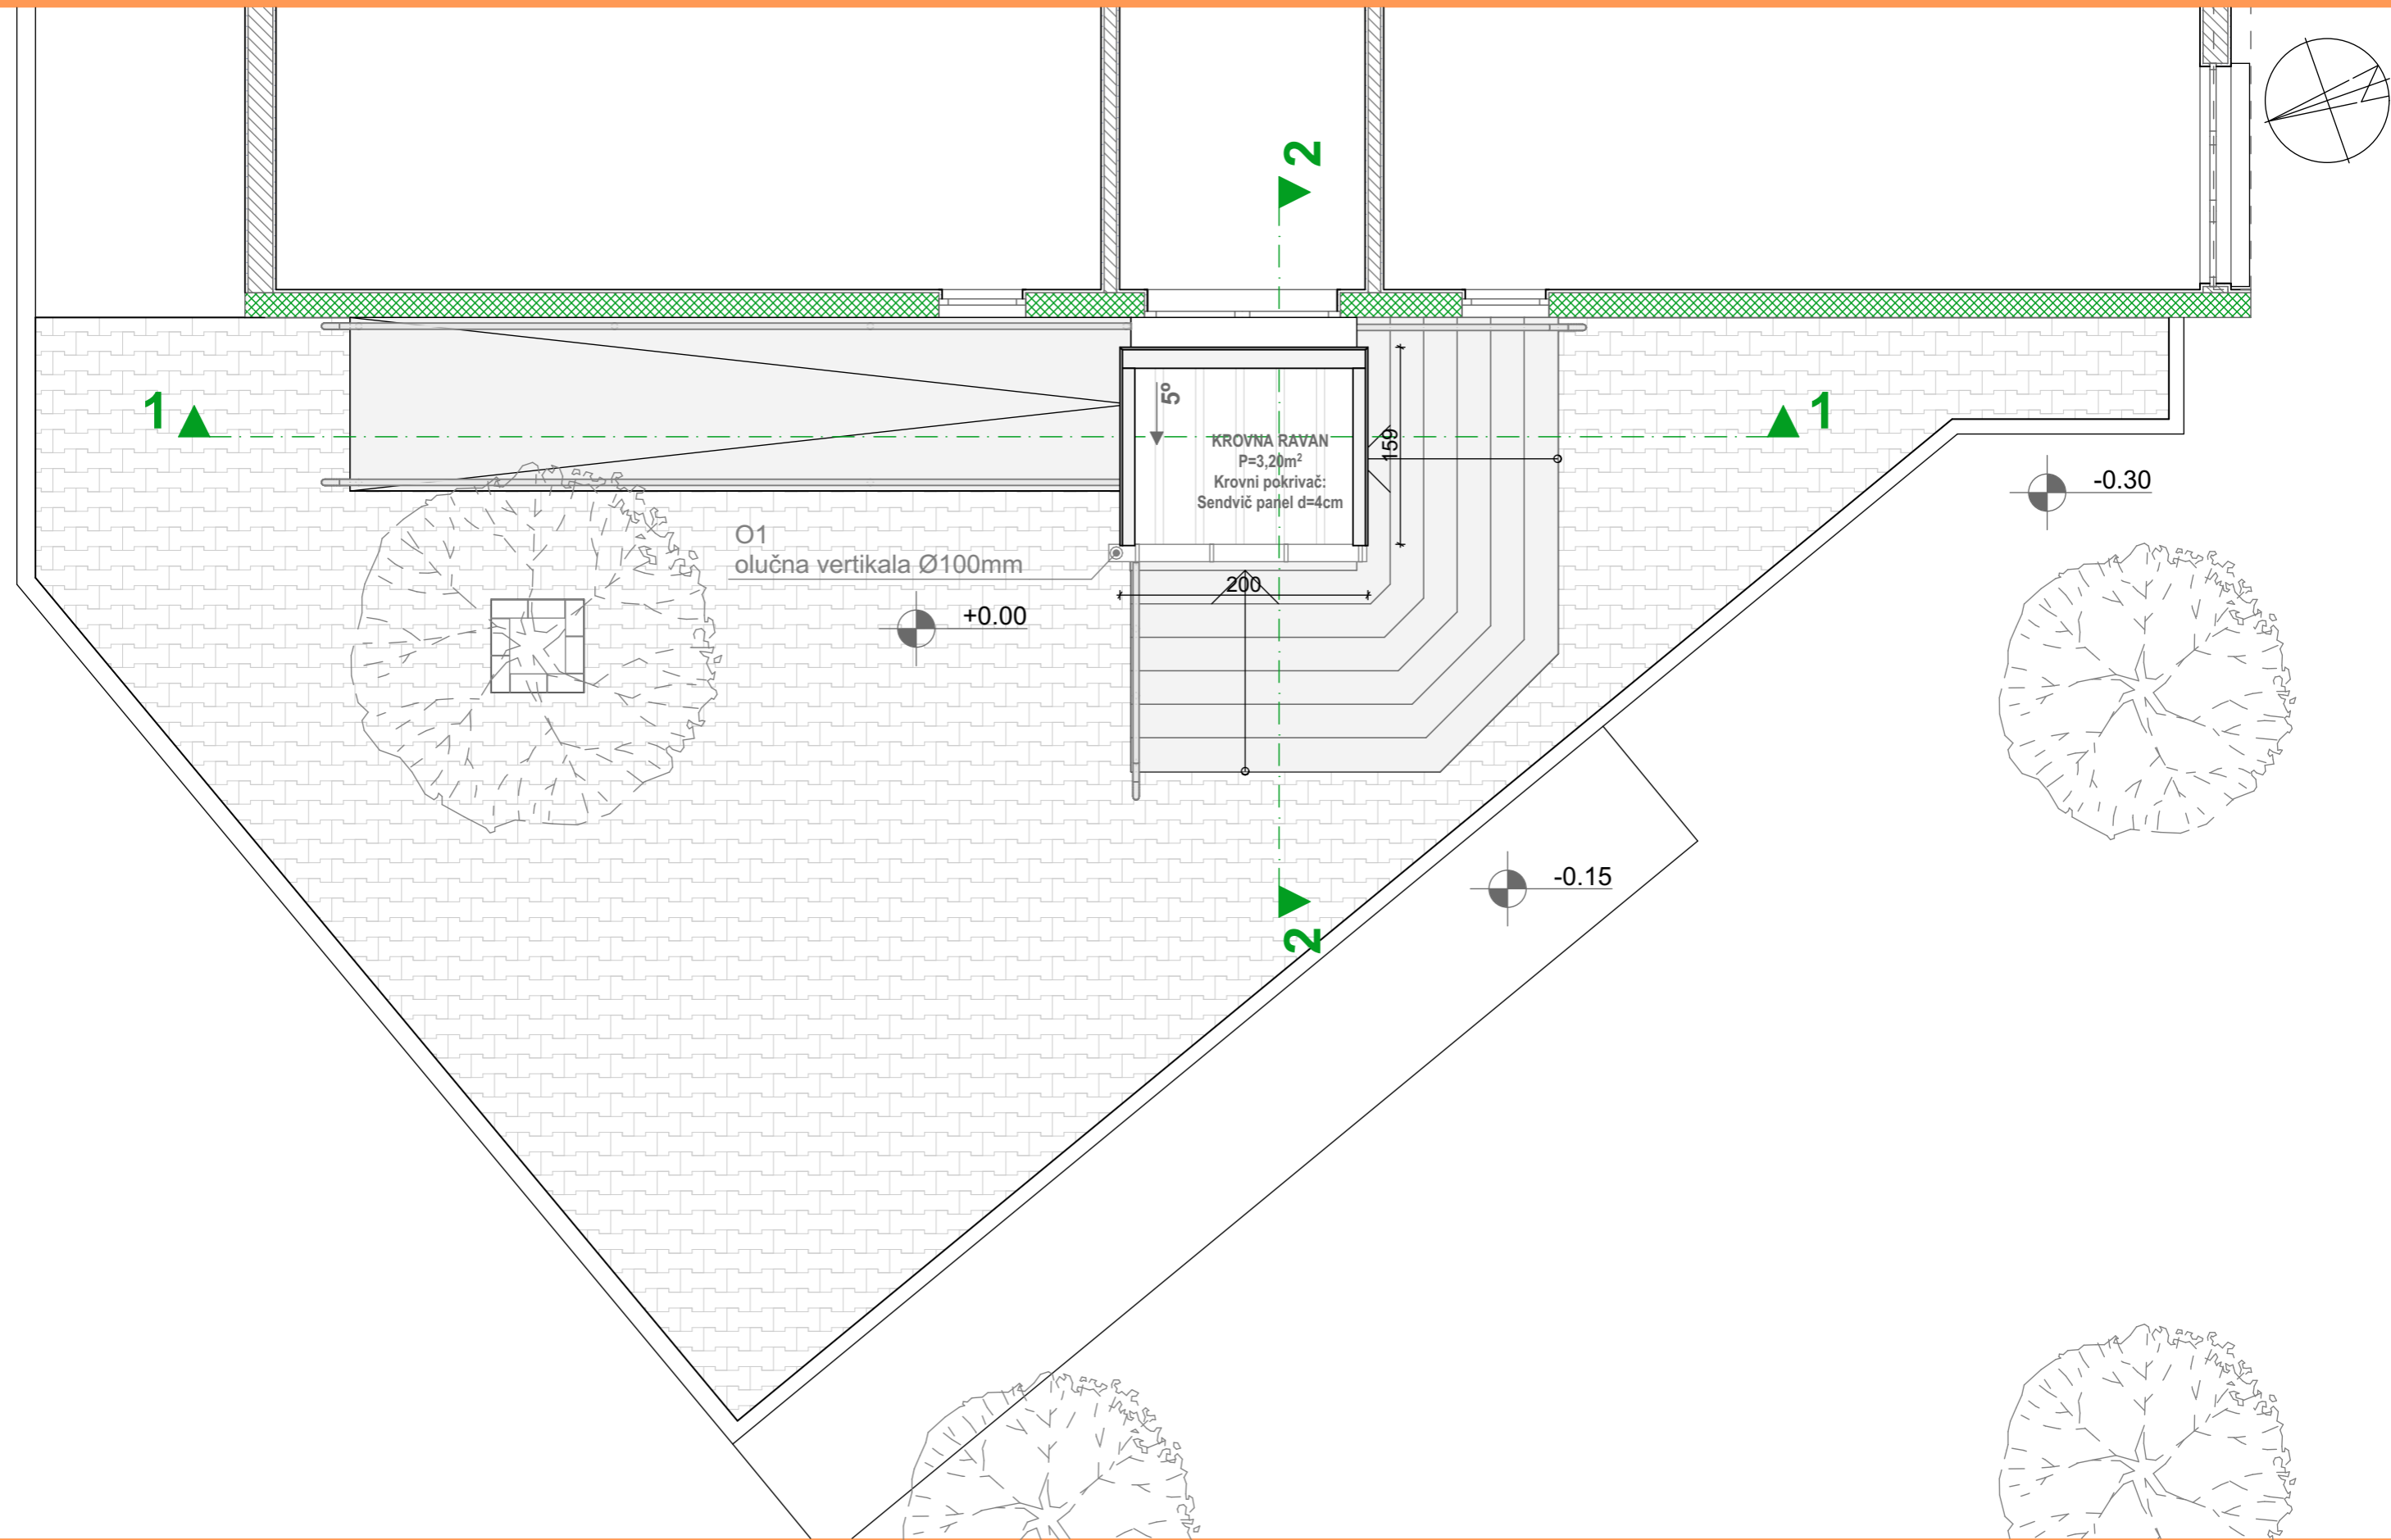 2
1
1
5°
KROVNA RAVAN
P=3,20m²
Krovni pokrivač:
Sendvič panel d=4cm
159
-0.30
O1
olučna vertikala Ø100mm
200
+0.00
-0.15
2